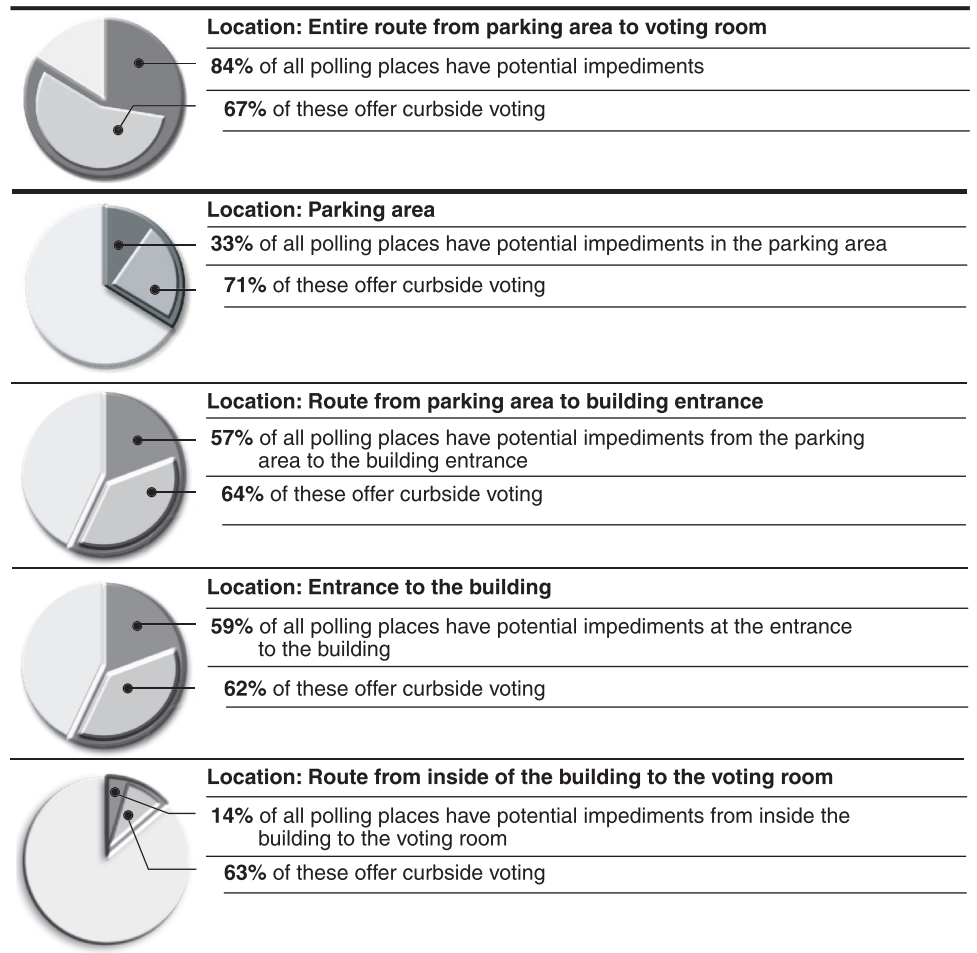 Location: Entire route from parking area to voting room
84% of all polling places have potential impediments
67% of these offer curbside voting
Location: Parking area
33% of all polling places have potential impediments in the parking area
71% of these offer curbside voting
Location: Route from parking area to building entrance
57% of all polling places have potential impediments from the parking
area to the building entrance
64% of these offer curbside voting
Location: Entrance to the building
59% of all polling places have potential impediments at the entrance
to the building
62% of these offer curbside voting
Location: Route from inside of the building to the voting room
14% of all polling places have potential impediments from inside the
building to the voting room
63% of these offer curbside voting